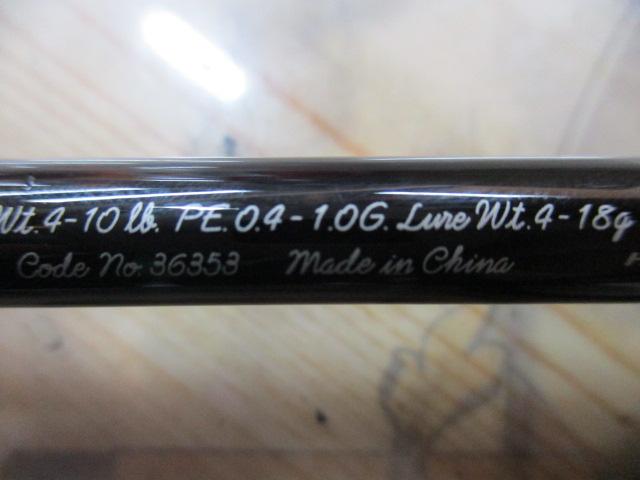 Wt. 4-10 lb. PE. 0.4-1.0G. Lure Wt. 4-18g
Code No. 36353 Made in China